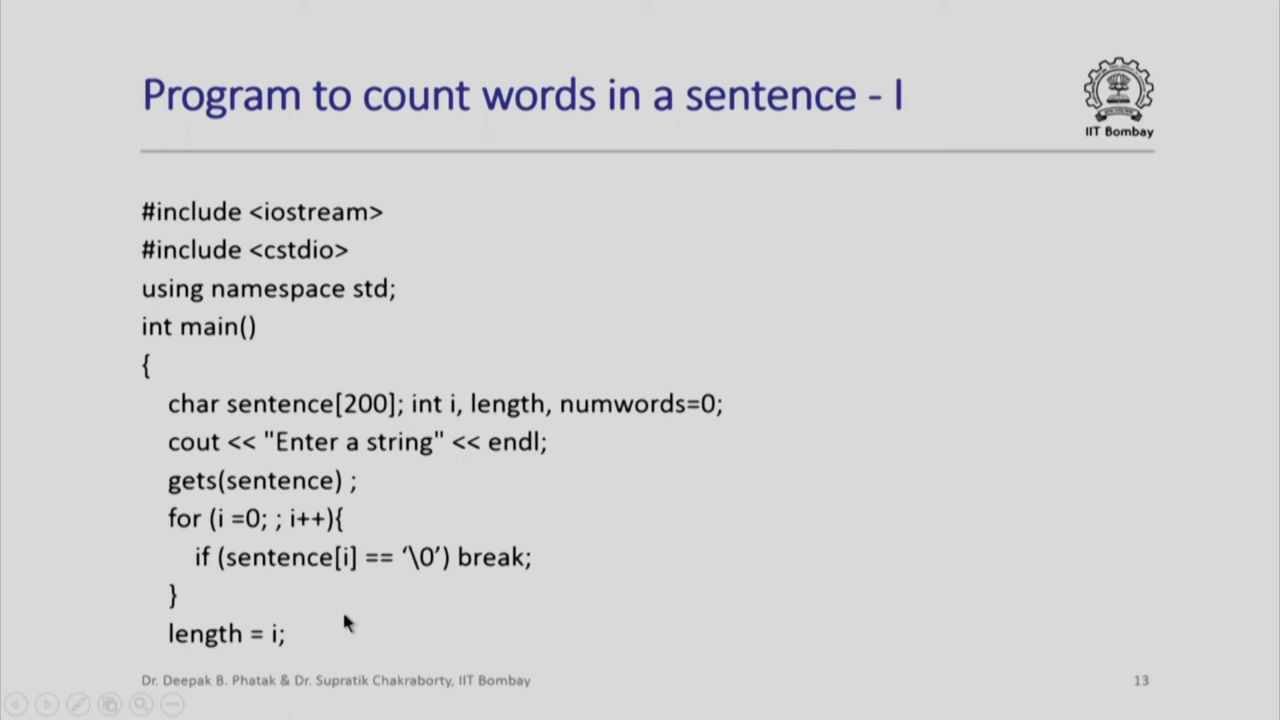 Program to count words in a sentence - I
IIT Bombay
#include <iostream>
#include <cstdio>
using namespace std;
int main()
{
char sentence[200]; int i, length, numwords=0;
cout << "Enter a string" << endl;
gets(sentence) ;
for (i =0; ; i++){
if (sentence[i] == ‘\0’) break;
}
length = i;
Dr. Deepak B. Phatak & Dr. Supratik Chakraborty, IIT Bombay
13